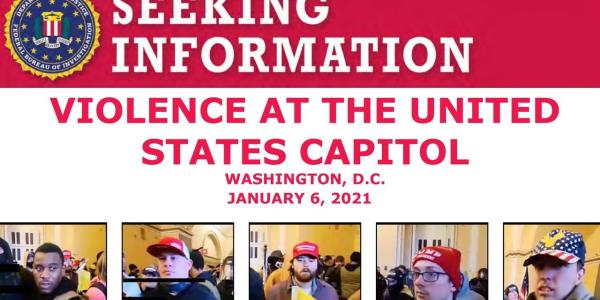 SEEKING
INFORMATION
VIOLENCE AT THE UNITED
STATES CAPITOL
WASHINGTON, D.C.
JANUARY 6, 2021